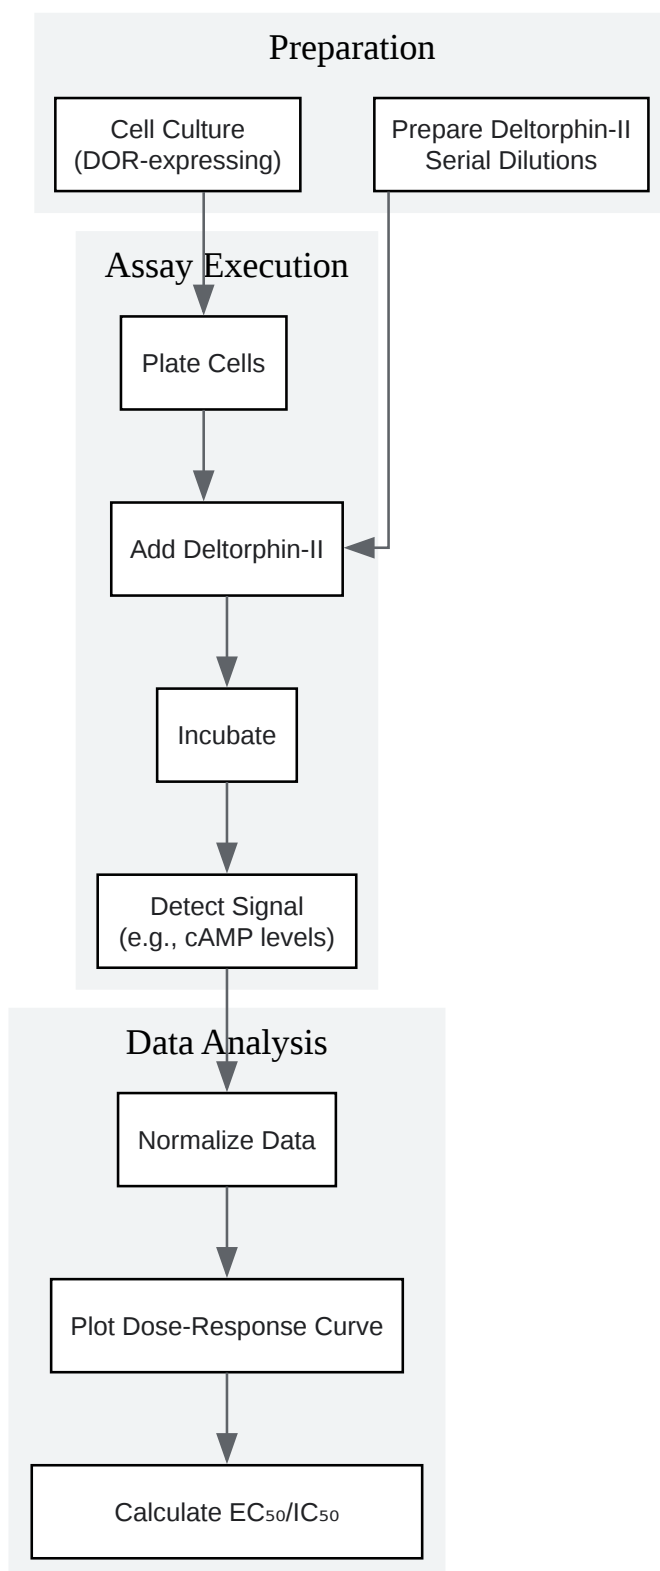 Preparation
Cell Culture
(DOR-expressing)
Prepare Deltorphin-II
Serial Dilutions
Assay Execution
Plate Cells
Add Deltorphin-II
Incubate
Detect Signal
(e.g., cAMP levels)
Data Analysis
Normalize Data
Plot Dose-Response Curve
Calculate EC₅₀/IC₅₀